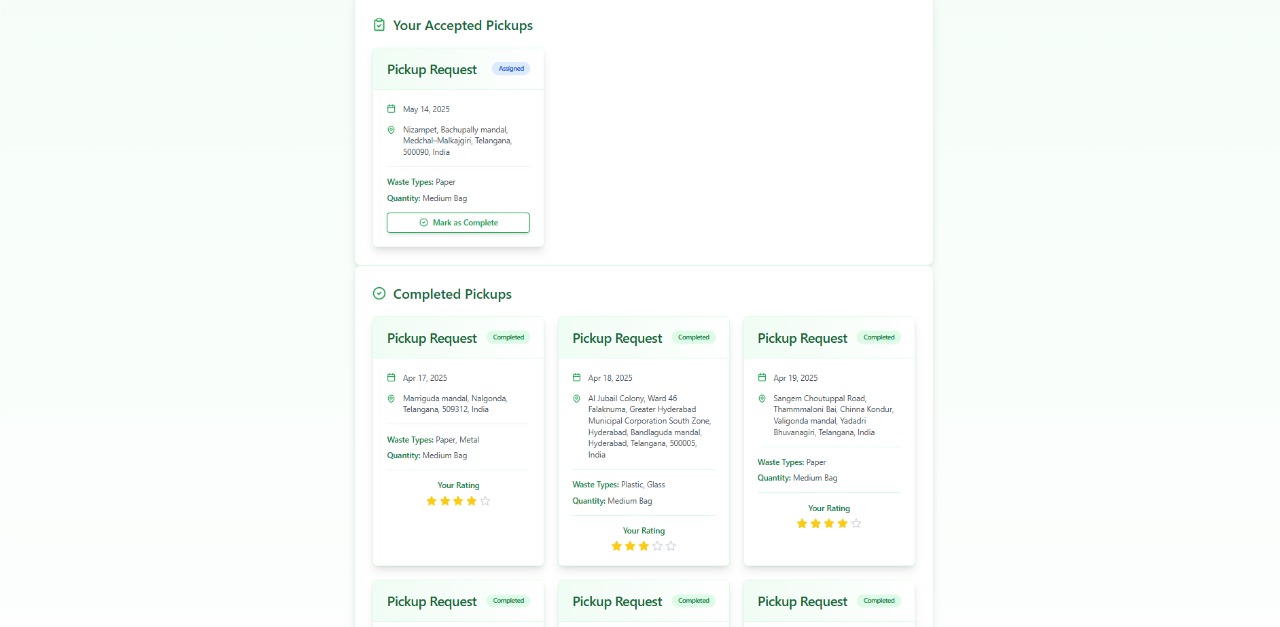 Your Accepted Pickups
Pickup Request
Assigned
May 14, 2025
Nizampet, Bachupally mandal,
Medchal–Malkajgiri, Telangana,
500090, India
Waste Types: Paper
Quantity: Medium Bag
Mark as Complete
Completed Pickups
Pickup Request
Completed
Apr 17, 2025
Marriguda mandal, Nalgonda,
Telangana, 509312, India
Waste Types: Paper, Metal
Quantity: Medium Bag
Your Rating
Pickup Request
Completed
Apr 18, 2025
Al Jubail Colony, Ward 46
Falaknuma, Greater Hyderabad
Municipal Corporation South Zone,
Hyderabad, Bandlaguda mandal,
Hyderabad, Telangana, 500005,
India
Waste Types: Plastic, Glass
Quantity: Medium Bag
Your Rating
Pickup Request
Completed
Apr 19, 2025
Sangem Choutuppal Road,
Thammmaloni Bai, Chinna Kondur,
Valigonda mandal, Yadadri
Bhuvanagiri, Telangana, India
Waste Types: Paper
Quantity: Medium Bag
Your Rating
Pickup Request
Completed
Pickup Request
Completed
Pickup Request
Completed